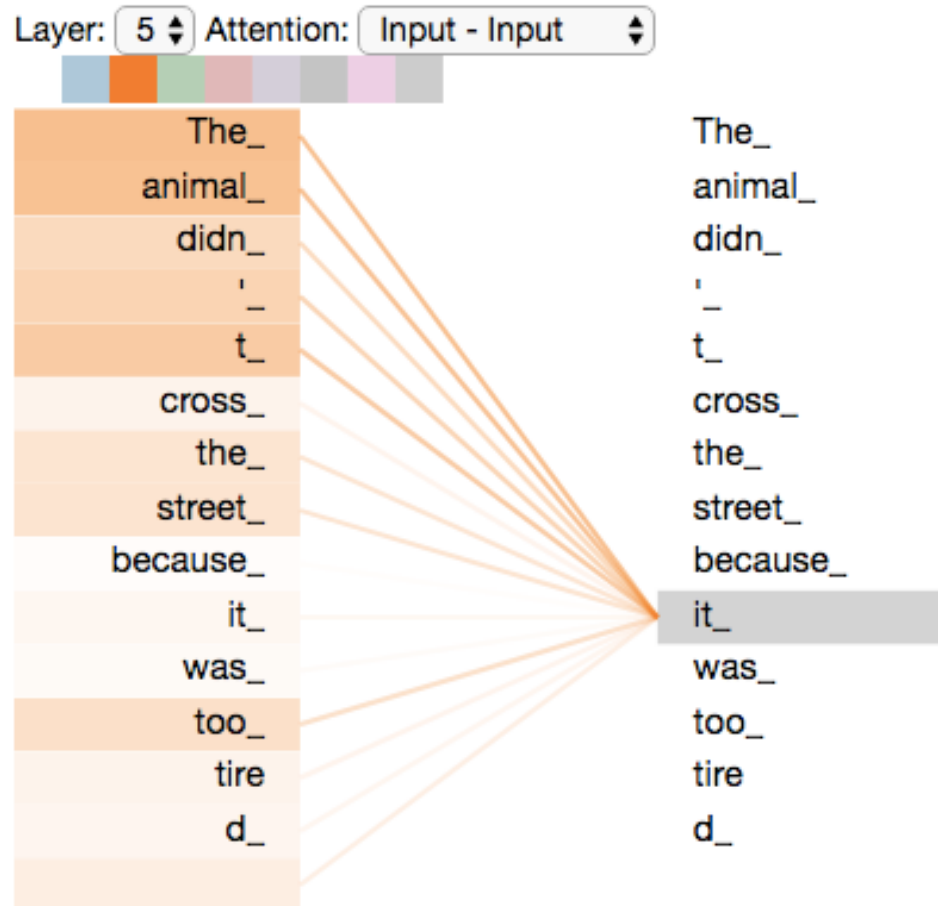 Layer: 5 Attention: Input - Input
The_ The_
animal_ animal_
didn_ didn_
'_ '_
t_ t_
cross_ cross_
the_ the_
street_ street_
because_ because_
it_ it_
was_ was_
too_ too_
tire tire
d_ d_